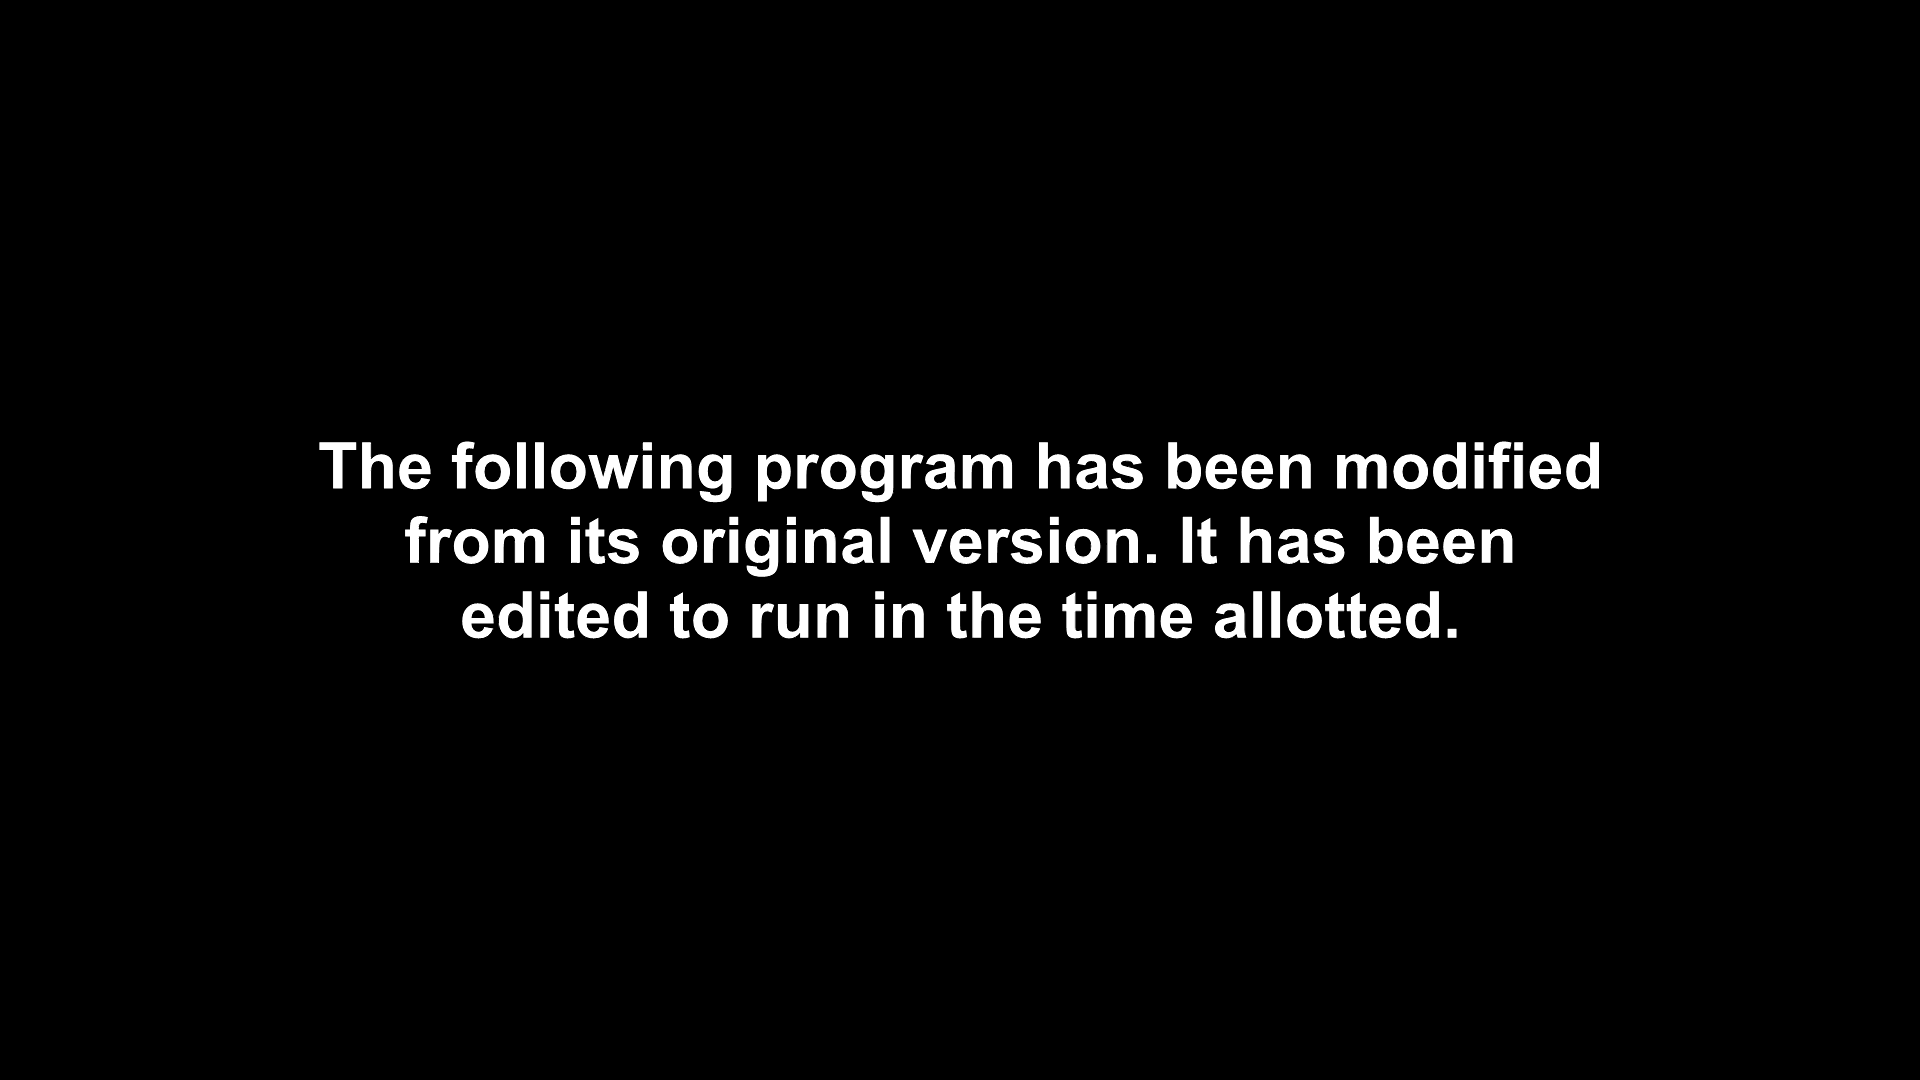 The following program has been modified
from its original version. It has been
edited to run in the time allotted.